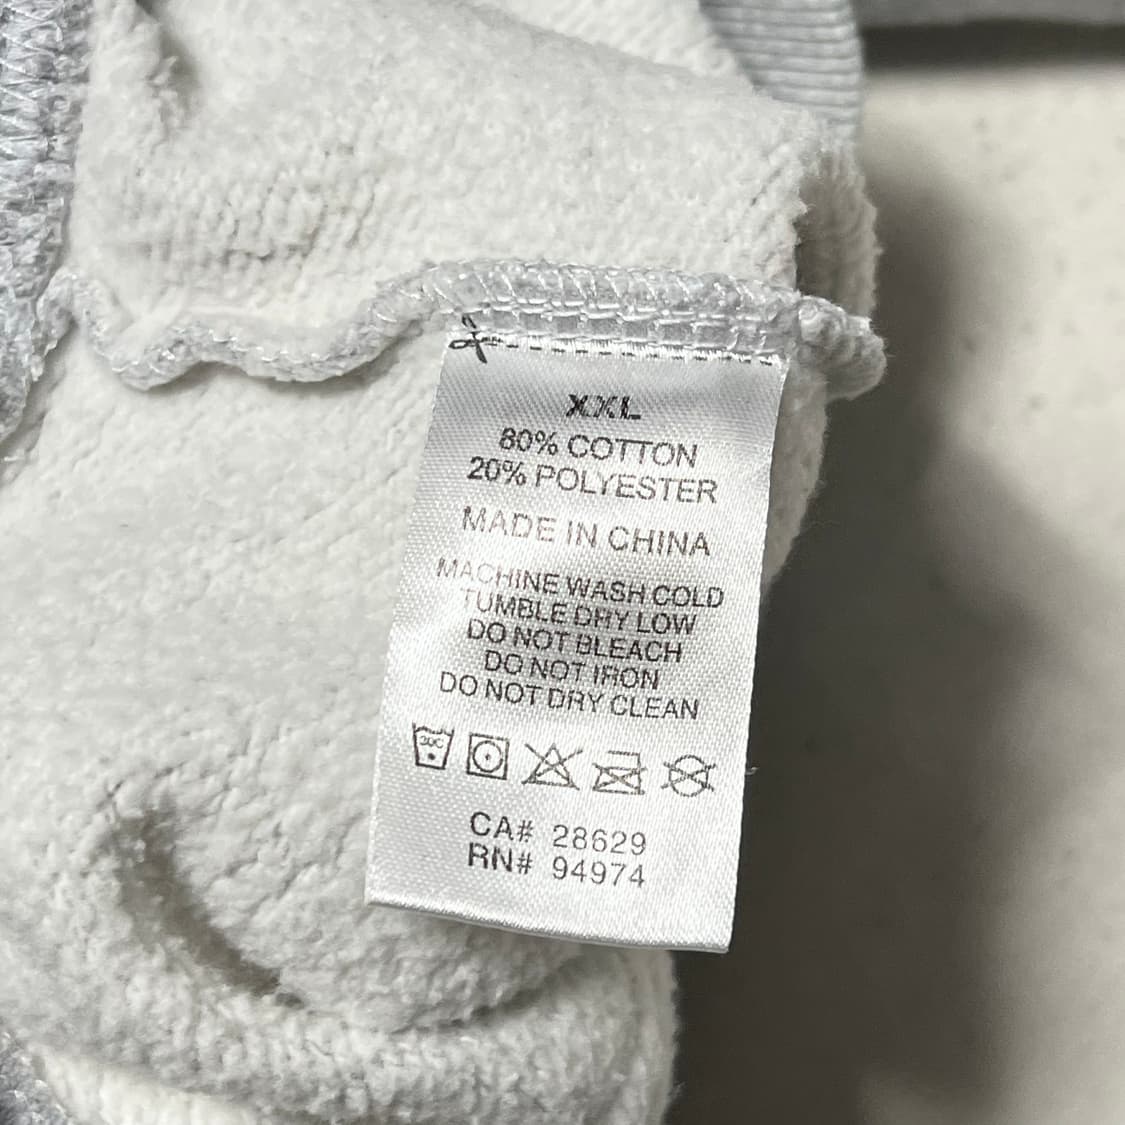 XXL
80% COTTON
20% POLYESTER
MADE IN CHINA
MACHINE WASH COLD
TUMBLE DRY LOW
DO NOT BLEACH
DO NOT IRON
DO NOT DRY CLEAN
30C
CA# 28629
RN# 94974